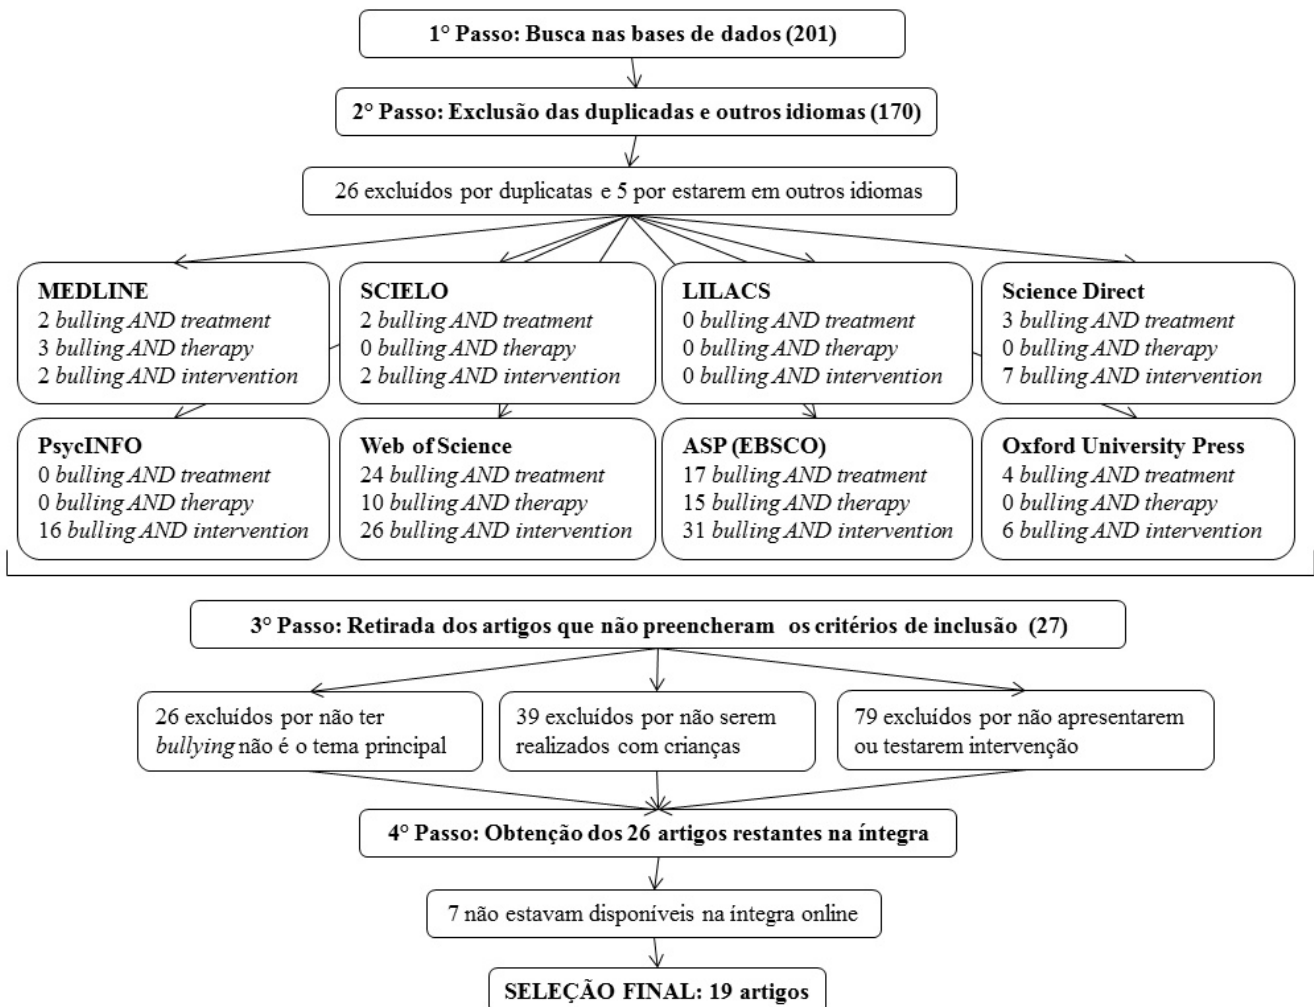 1° Passo: Busca nas bases de dados (201)
2° Passo: Exclusão das duplicadas e outros idiomas (170)
26 excluídos por duplicatas e 5 por estarem em outros idiomas
MEDLINE
2 bulling AND treatment
3 bulling AND therapy
2 bulling AND intervention
SCIELO
2 bulling AND treatment
0 bulling AND therapy
2 bulling AND intervention
LILACS
0 bulling AND treatment
0 bulling AND therapy
0 bulling AND intervention
Science Direct
3 bulling AND treatment
0 bulling AND therapy
7 bulling AND intervention
PsycINFO
0 bulling AND treatment
0 bulling AND therapy
16 bulling AND intervention
Web of Science
24 bulling AND treatment
10 bulling AND therapy
26 bulling AND intervention
ASP (EBSCO)
17 bulling AND treatment
15 bulling AND therapy
31 bulling AND intervention
Oxford University Press
4 bulling AND treatment
0 bulling AND therapy
6 bulling AND intervention
3° Passo: Retirada dos artigos que não preencheram os critérios de inclusão (27)
26 excluídos por não ter
bullying não é o tema principal
39 excluídos por não serem
realizados com crianças
79 excluídos por não apresentarem
ou testarem intervenção
4° Passo: Obtenção dos 26 artigos restantes na íntegra
7 não estavam disponíveis na íntegra online
SELEÇÃO FINAL: 19 artigos